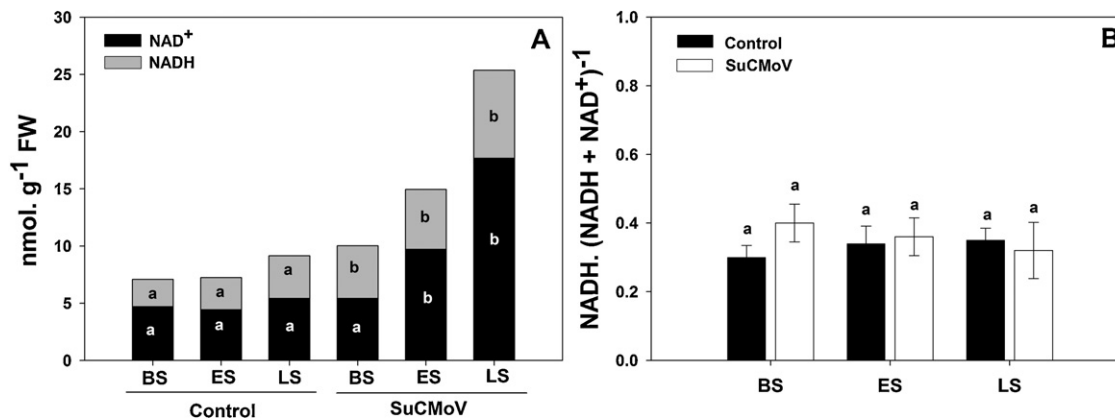 A
NAD+
NADH
nmol. g-1 FW
30
25
20
15
10
5
0
a
a
a
a
a
a
b
a
b
b
b
b
BS
ES
LS
BS
ES
LS
Control
SuCMoV
B
Control
SuCMoV
NADH. (NADH + NAD+)-1
1.0
0.8
0.6
0.4
0.2
0.0
a
a
a
a
a
a
BS
ES
LS